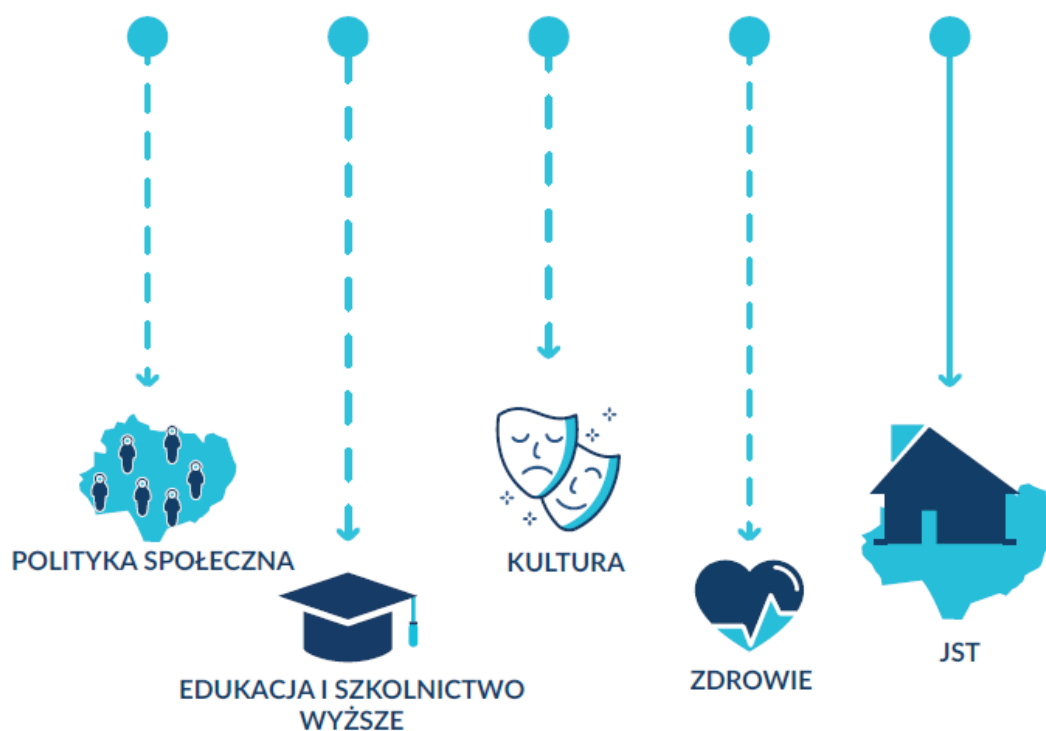 POLITYKA SPOŁECZNA
EDUKACJA I SZKOLNICTWO
WYŻSZE
KULTURA
ZDROWIE
JST